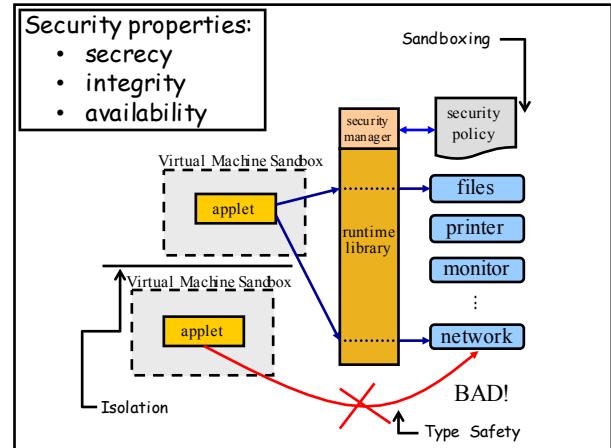 Security properties:
• secrecy
• integrity
• availability
Sandboxing
security
manager
security
policy
Virtual Machine Sandbox
applet
files
printer
runtime
library
monitor
⋮
network
Virtual Machine Sandbox
applet
BAD!
Isolation
Type Safety